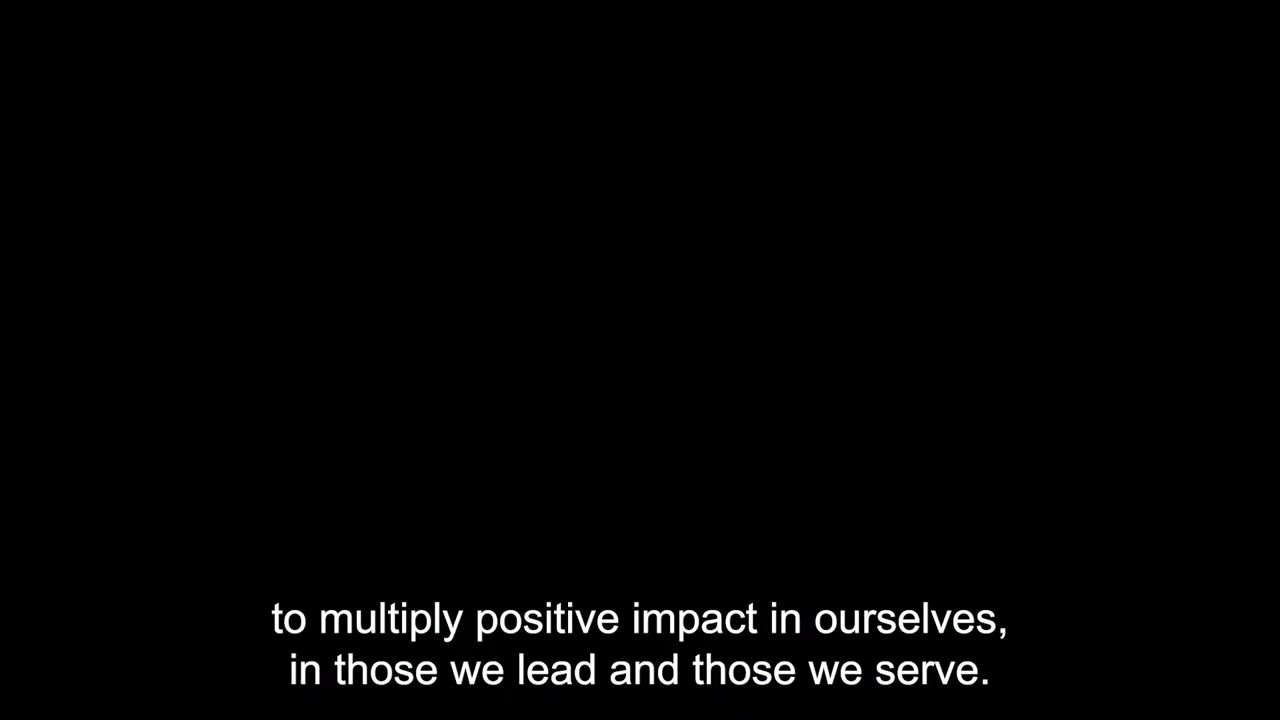 to multiply positive impact in ourselves,
in those we lead and those we serve.